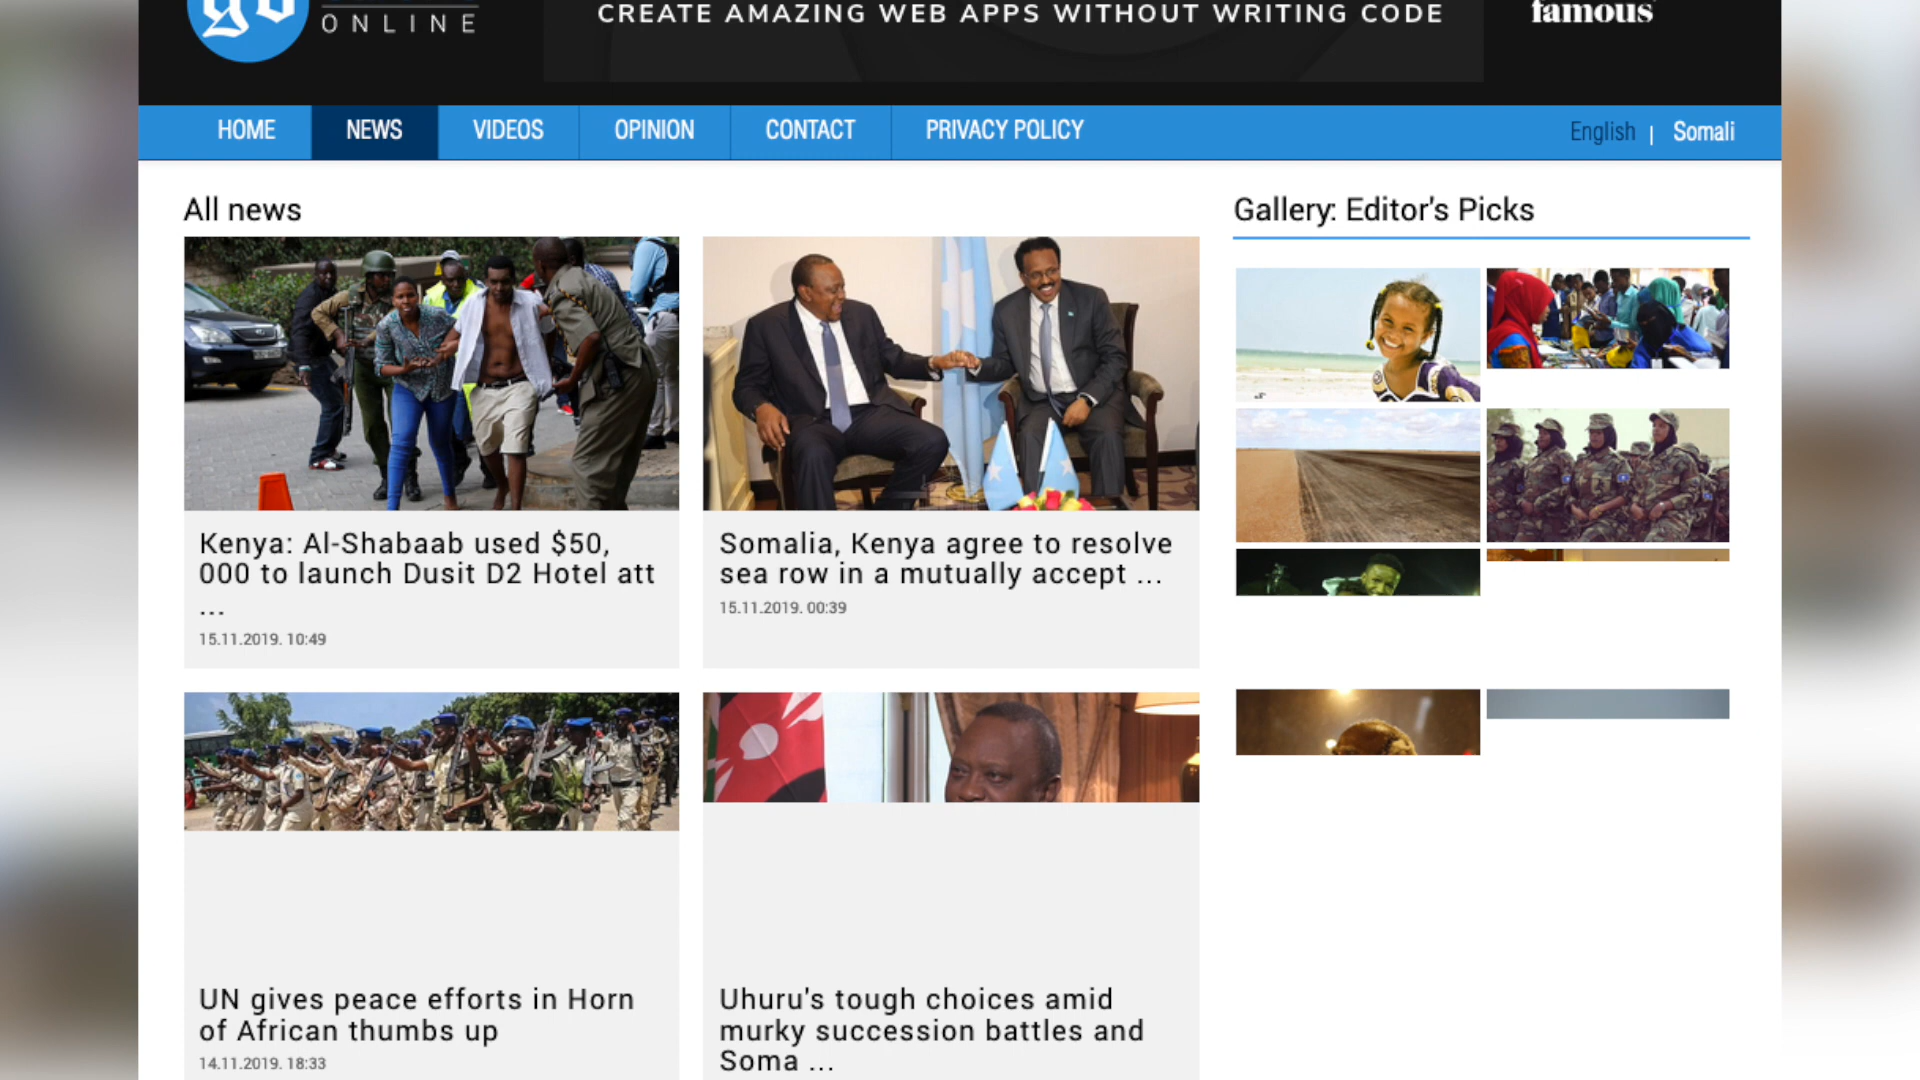 ONLINE
CREATE AMAZING WEB APPS WITHOUT WRITING CODE
famous
HOME
NEWS
VIDEOS
OPINION
CONTACT
PRIVACY POLICY
English | Somali
All news
Gallery: Editor's Picks
Kenya: Al-Shabaab used $50,
000 to launch Dusit D2 Hotel att
...
15.11.2019. 10:49
Somalia, Kenya agree to resolve
sea row in a mutually accept ...
15.11.2019. 00:39
UN gives peace efforts in Horn
of African thumbs up
14.11.2019. 18:33
Uhuru's tough choices amid
murky succession battles and
Soma ...